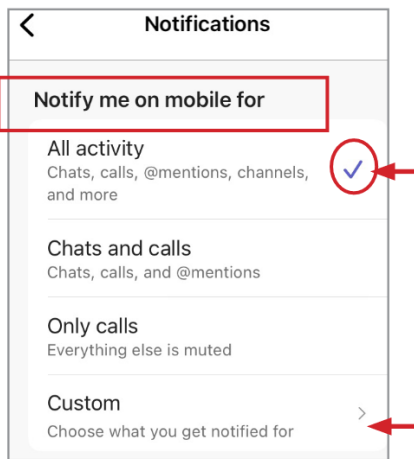 Notifications
Notify me on mobile for
All activity
Chats, calls, @mentions, channels,
and more
Chats and calls
Chats, calls, and @mentions
Only calls
Everything else is muted
Custom
Choose what you get notified for